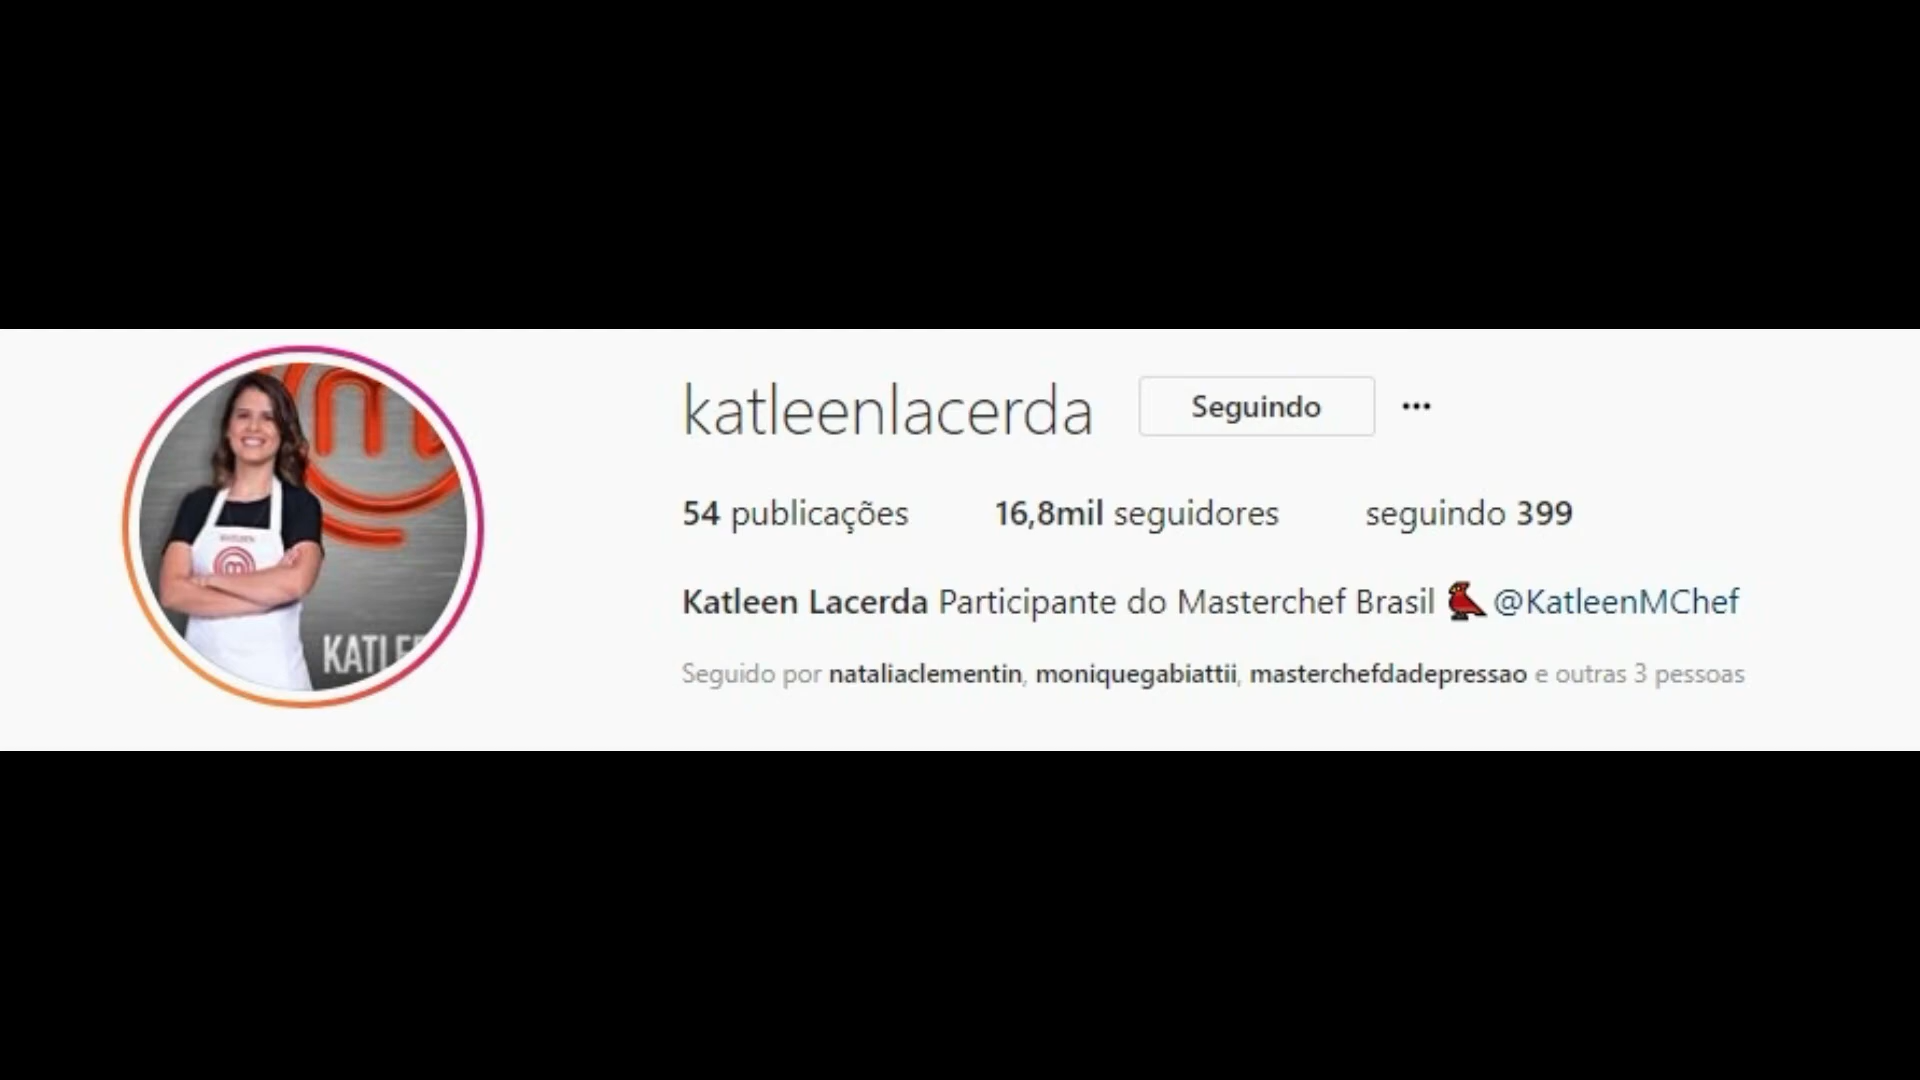 katleenlacerda Seguindo ...
54 publicações 16,8mil seguidores seguindo 399
Katleen Lacerda Participante do Masterchef Brasil @KatleenMChef
Seguido por nataliaclementin, moniquegabiattii, masterchefdadepressao e outras 3 pessoas
m
m
KATLEE